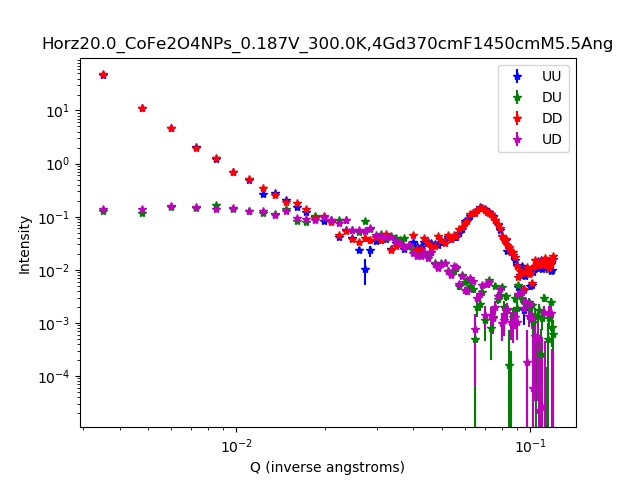 Horz20.0_CoFe2O4NPs_0.187V_300.0K,4Gd370cmF1450cmM5.5Ang
UU
DU
DD
UD
10^1
10^0
10^-1
10^-2
10^-3
10^-4
Intensity
10^-2
10^-1
Q (inverse angstroms)